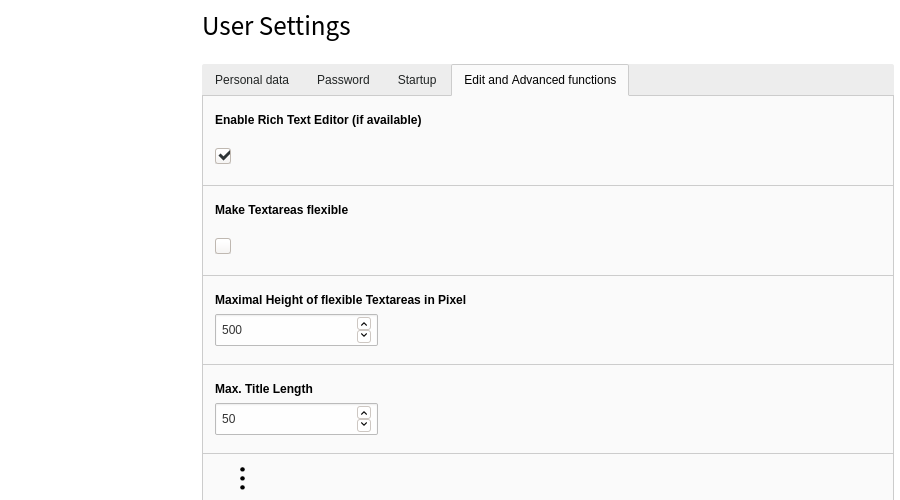 User Settings
Personal data Password Startup Edit and Advanced functions
Enable Rich Text Editor (if available)
Make Textareas flexible
Maximal Height of flexible Textareas in Pixel
500
Max. Title Length
50